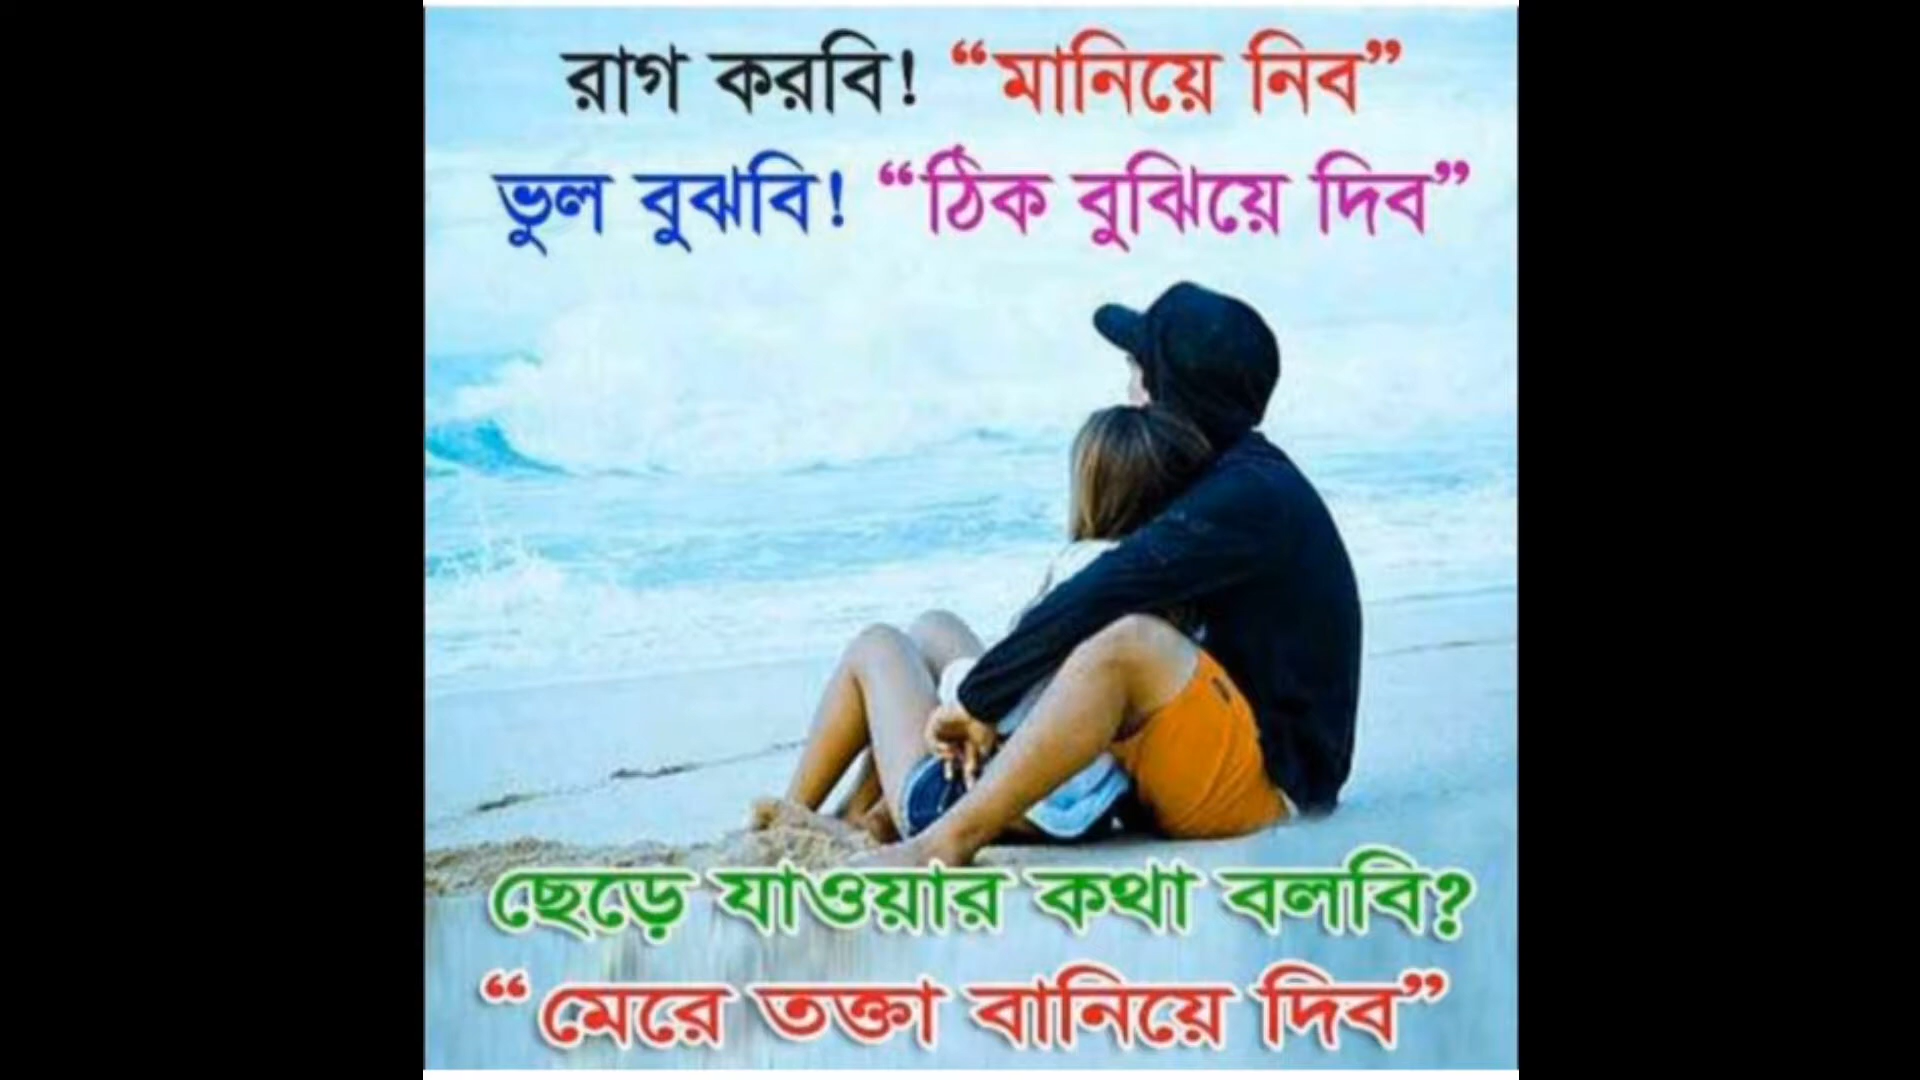 রাগ করবি! “মানিয়ে নিব”
ভুল বুঝবি! “ঠিক বুঝিয়ে দিব”
ছেড়ে যাওয়ার কথা বলবি?
“মেরে তক্তা বানিয়ে দিব”